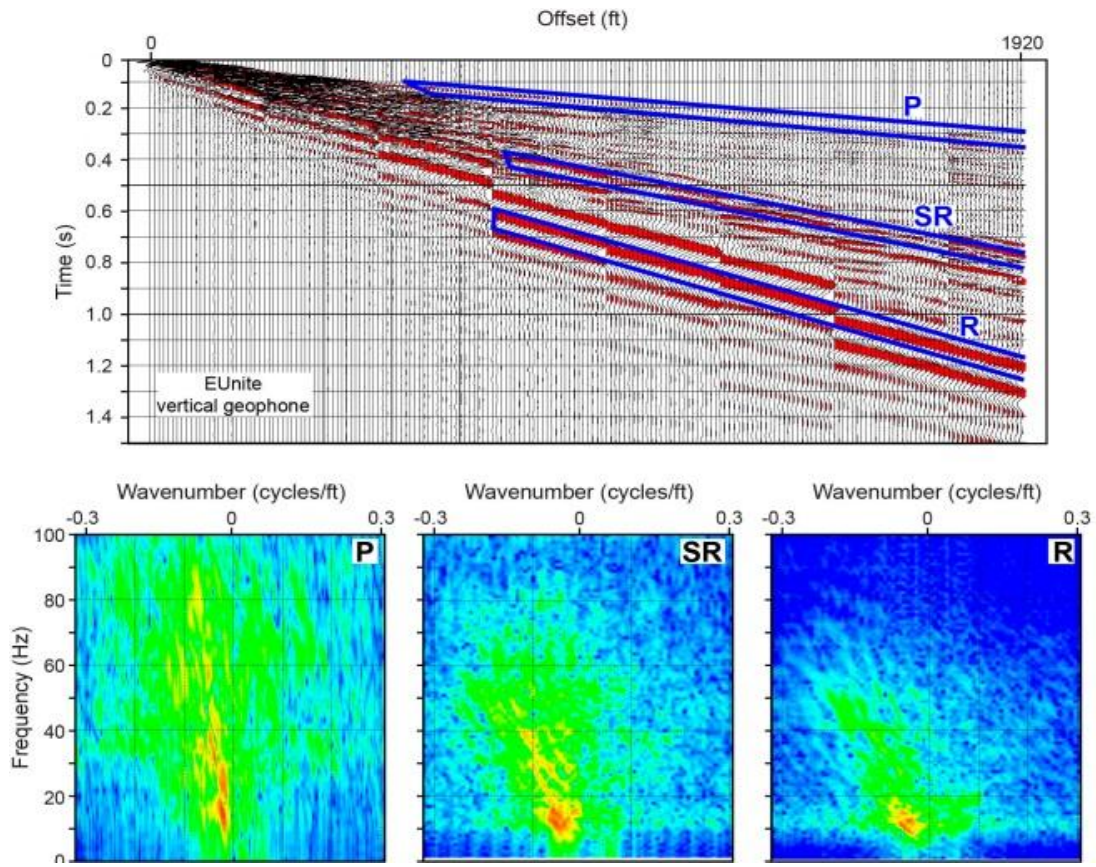 Offset (ft)
0 1920
0
0.2
0.4
0.6
0.8
1.0
1.2
1.4
Time (s)
P
SR
R
EUnite
vertical geophone
Wavenumber (cycles/ft) Wavenumber (cycles/ft) Wavenumber (cycles/ft)
-0.3 0 0.3 -0.3 0 0.3 -0.3 0 0.3
100
80
60
40
20
0
Frequency (Hz)
P SR R